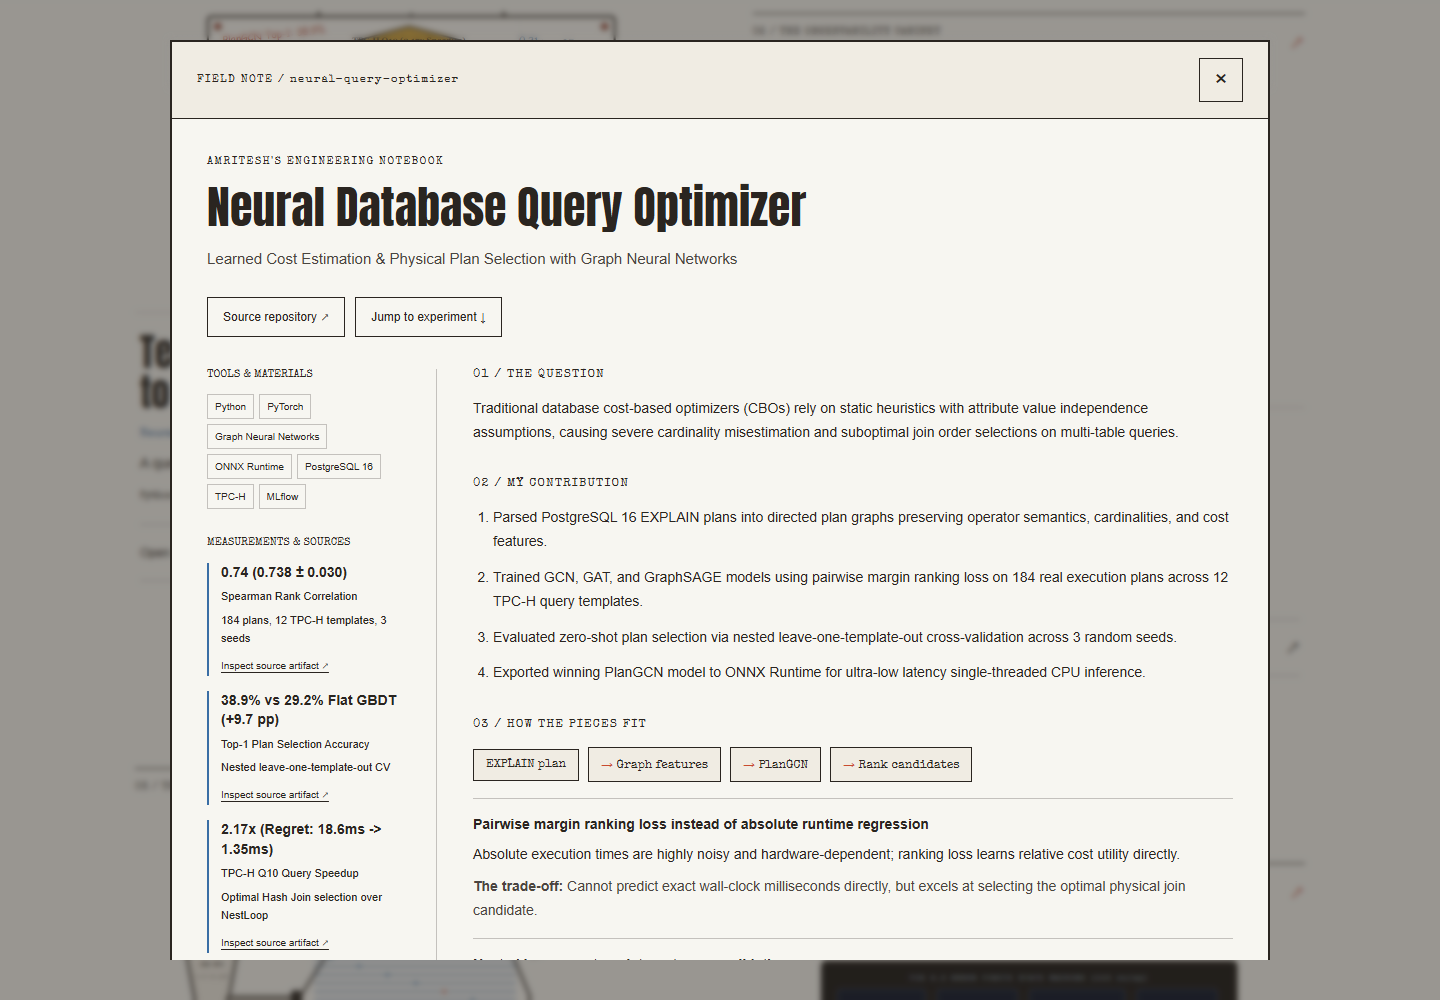 FIELD NOTE / neural-query-optimizer
×
AMRITESH'S ENGINEERING NOTEBOOK
Neural Database Query Optimizer
Learned Cost Estimation & Physical Plan Selection with Graph Neural Networks
Source repository ↗
Jump to experiment ↓
TOOLS & MATERIALS
Python
PyTorch
Graph Neural Networks
ONNX Runtime
PostgreSQL 16
TPC-H
MLflow
MEASUREMENTS & SOURCES
0.74 (0.738 ± 0.030)
Spearman Rank Correlation
184 plans, 12 TPC-H templates, 3
seeds
Inspect source artifact ↗
38.9% vs 29.2% Flat GBDT
(+9.7 pp)
Top-1 Plan Selection Accuracy
Nested leave-one-template-out CV
Inspect source artifact ↗
2.17x (Regret: 18.6ms ->
1.35ms)
TPC-H Q10 Query Speedup
Optimal Hash Join selection over
NestLoop
Inspect source artifact ↗
01 / THE QUESTION
Traditional database cost-based optimizers (CBOs) rely on static heuristics with attribute value independence
assumptions, causing severe cardinality misestimation and suboptimal join order selections on multi-table queries.
02 / MY CONTRIBUTION
1. Parsed PostgreSQL 16 EXPLAIN plans into directed plan graphs preserving operator semantics, cardinalities, and cost
features.
2. Trained GCN, GAT, and GraphSAGE models using pairwise margin ranking loss on 184 real execution plans across 12
TPC-H query templates.
3. Evaluated zero-shot plan selection via nested leave-one-template-out cross-validation across 3 random seeds.
4. Exported winning PlanGCN model to ONNX Runtime for ultra-low latency single-threaded CPU inference.
03 / HOW THE PIECES FIT
EXPLAIN plan
→ Graph features
→ PlanGCN
→ Rank candidates
Pairwise margin ranking loss instead of absolute runtime regression
Absolute execution times are highly noisy and hardware-dependent; ranking loss learns relative cost utility directly.
The trade-off: Cannot predict exact wall-clock milliseconds directly, but excels at selecting the optimal physical join
candidate.